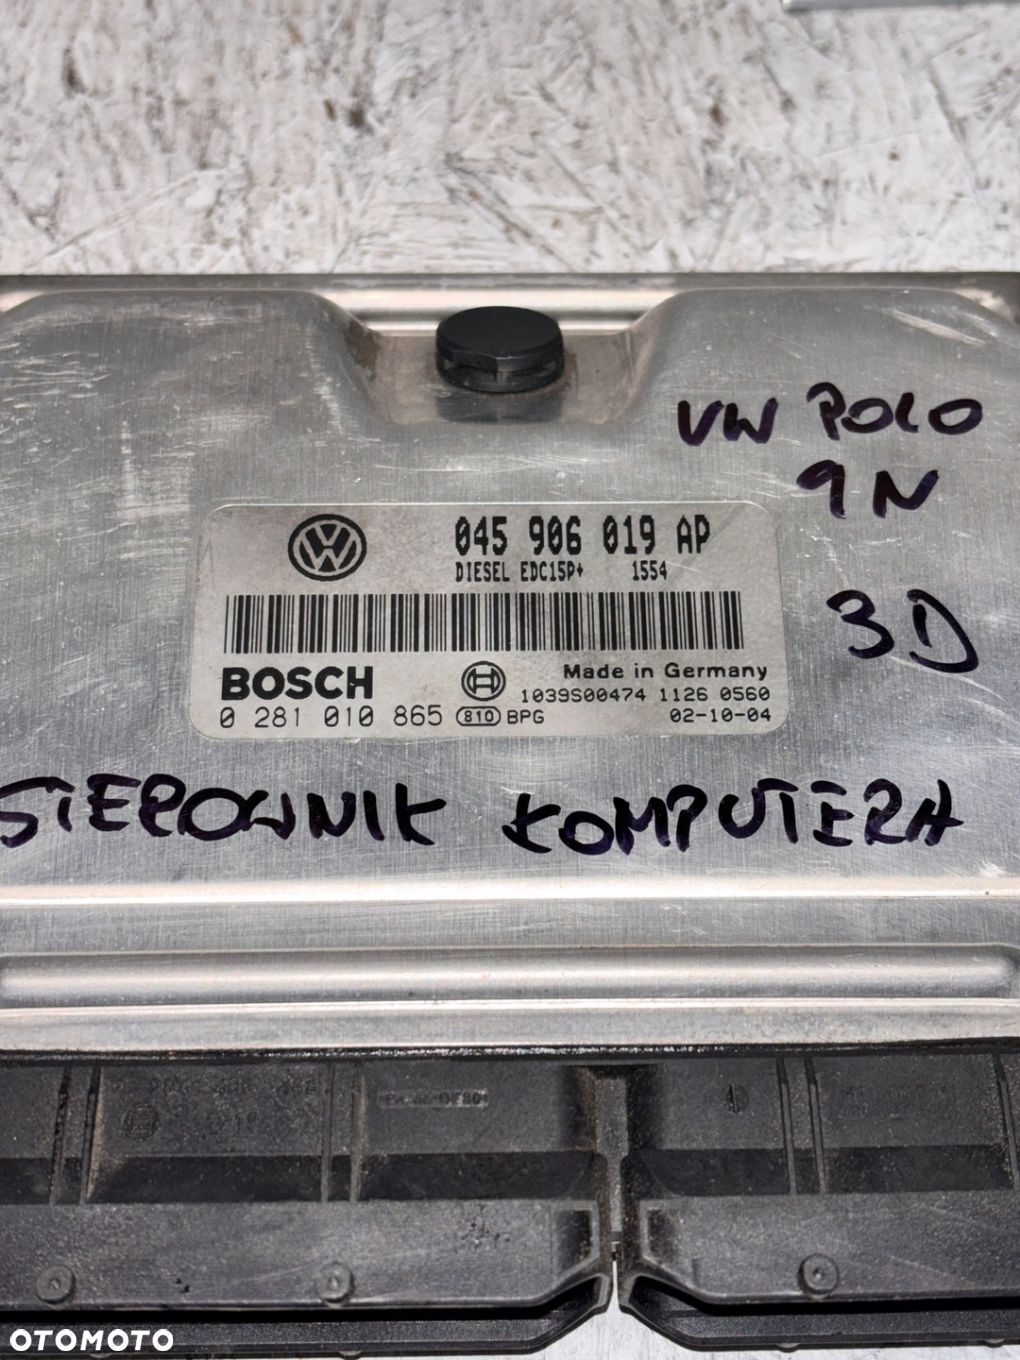 VW POLO
9N
045 906 019 AP
DIESEL EDC15P+ 1554
3D
BOSCH
Made in Germany
1039S00474 1126 0560
0 281 010 865 810 BPG 02-10-04
STEROWNIK KOMPUTERA
OTOMOTO